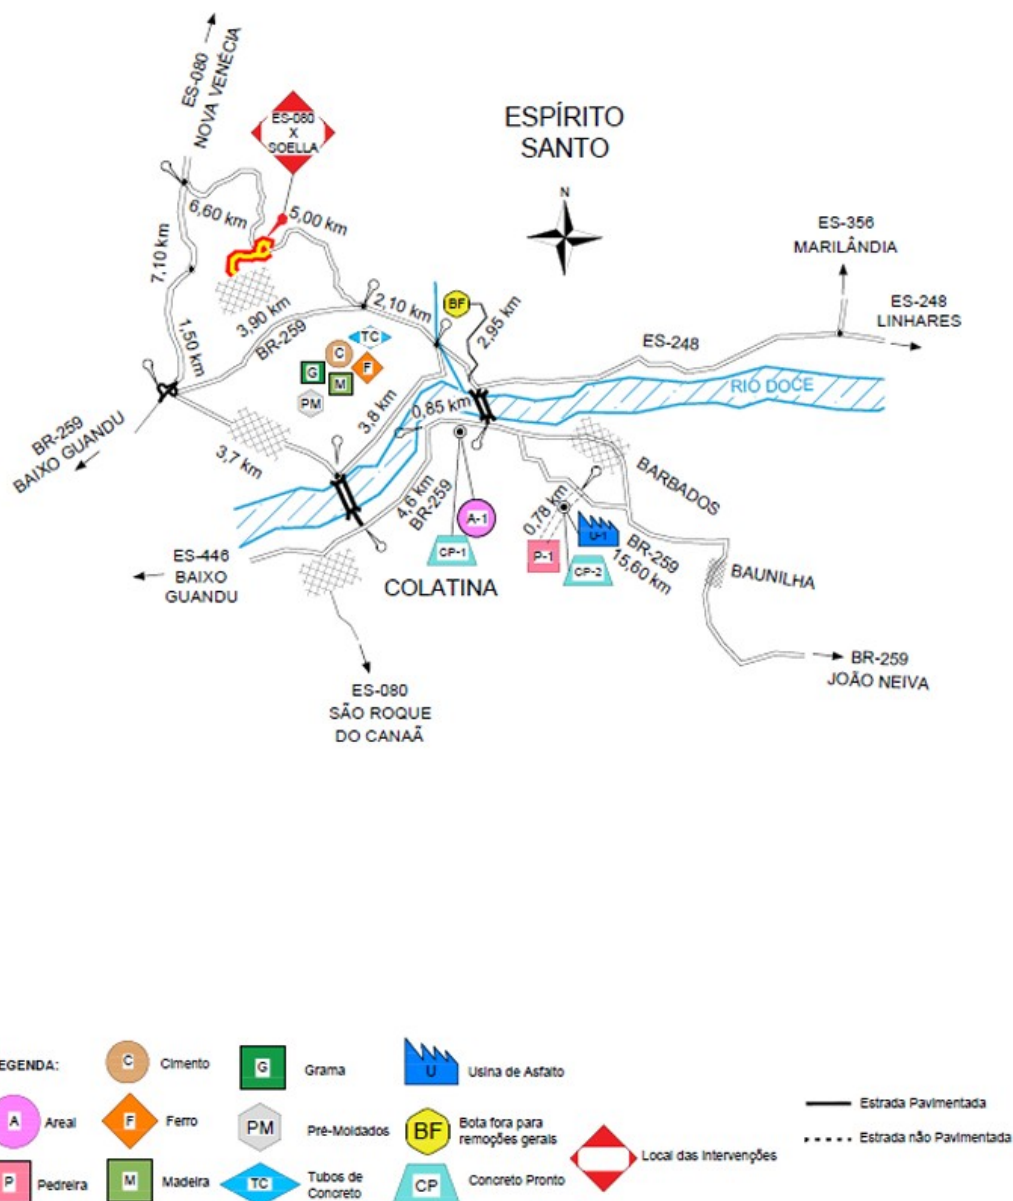 ES-080
NOVA VENÉCIA
ES-080
X
SOELLA
ESPÍRITO
SANTO
N
6,60 km
5,00 km
7,10 km
ES-356
MARILÂNDIA
ES-248
LINHARES
3,90 km
BR-259
2,10 km
BF
2,95 km
1,50 km
TC
C
F
G
M
PM
ES-248
RIO DOCE
3,8 km
0,85 km
BR-259
BAIXO GUANDU
3,7 km
4,6 km
BR-259
A-1
CP-1
0,78 km
BARBADOS
U-1
P-1
CP-2
BR-259
15,60 km
BAUNILHA
ES-446
BAIXO
GUANDU
COLATINA
BR-259
JOÃO NEIVA
ES-080
SÃO ROQUE
DO CANAÃ
EGENDA:
C Cimento
G Grama
U Usina de Asfalto
A Areal
F Ferro
PM Pré-Moldados
BF Bota fora para
remoções gerais
P Pedreira
M Madeira
TC Tubos de
Concreto
CP Concreto Pronto
Local das Intervenções
Estrada Pavimentada
Estrada não Pavimentada